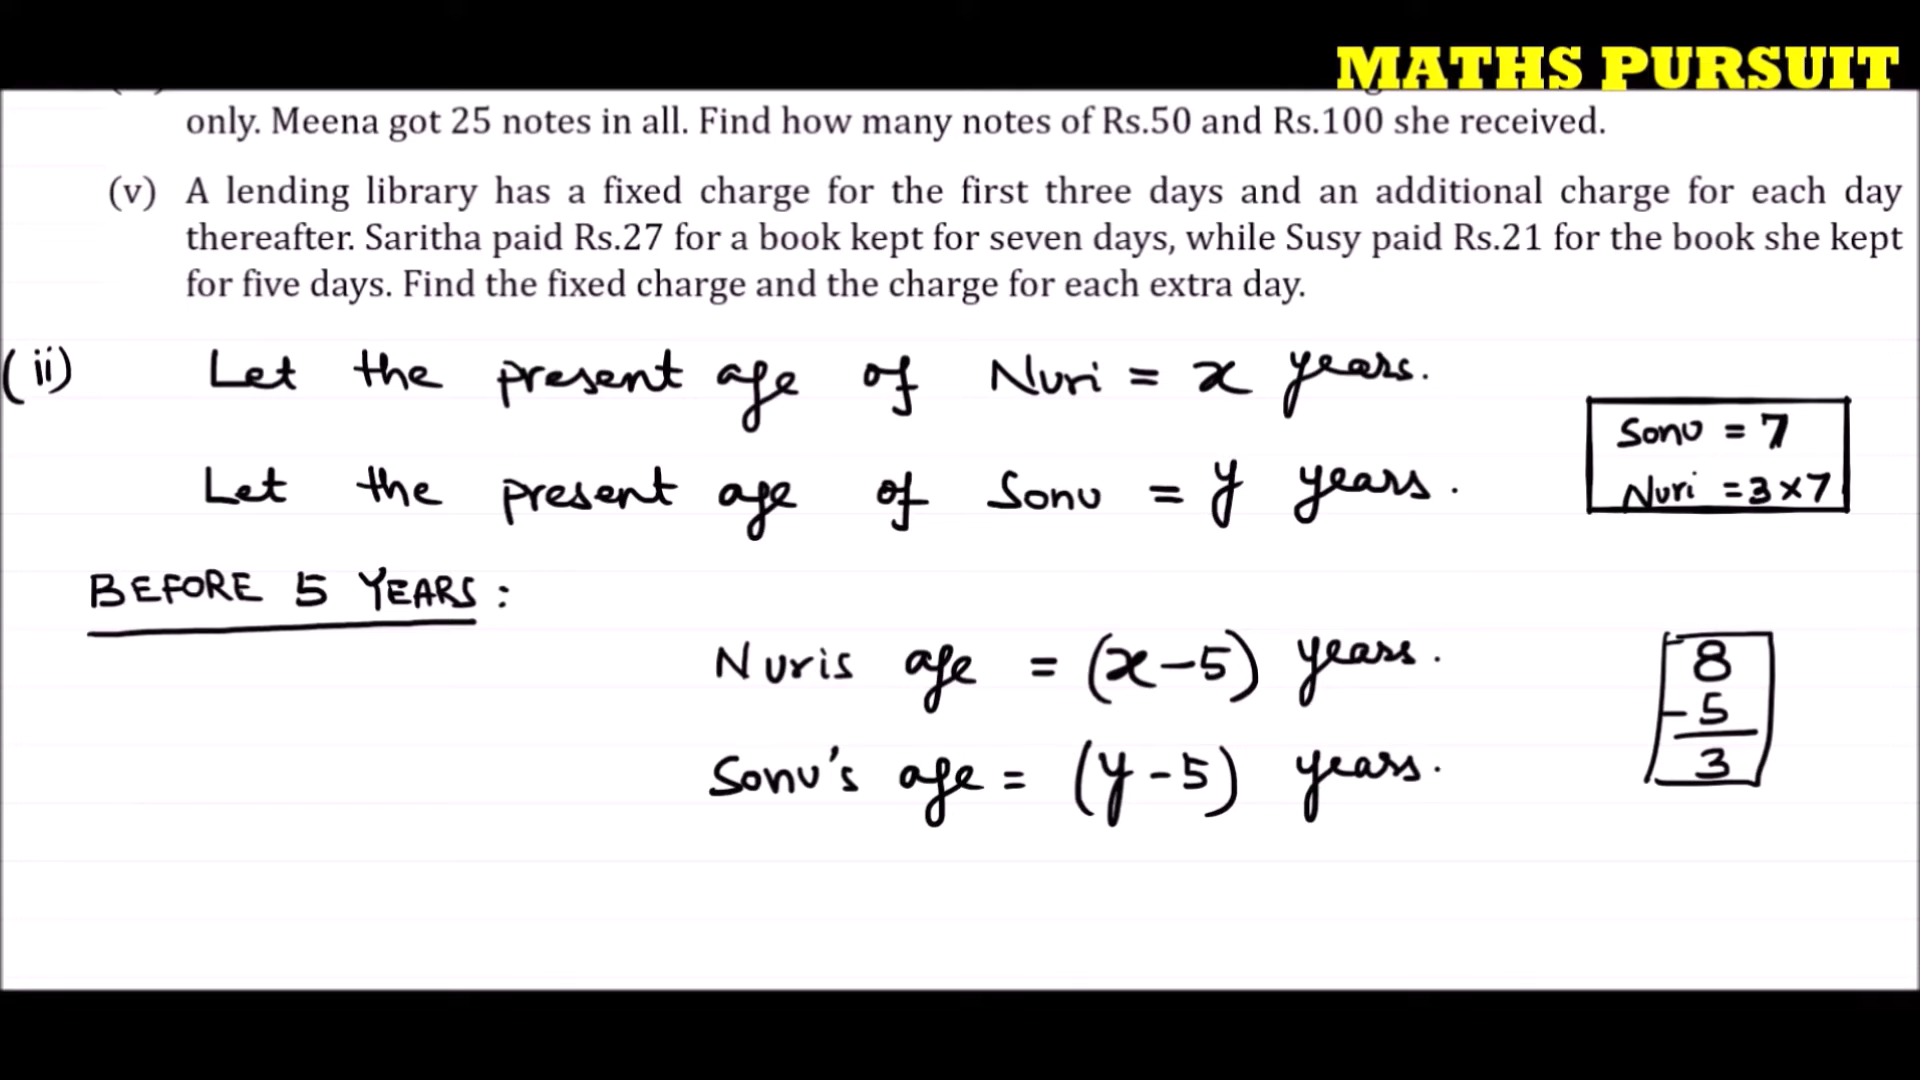 MATHS PURSUIT
only. Meena got 25 notes in all. Find how many notes of Rs.50 and Rs.100 she received.
(v) A lending library has a fixed charge for the first three days and an additional charge for each day
thereafter. Saritha paid Rs.27 for a book kept for seven days, while Susy paid Rs.21 for the book she kept
for five days. Find the fixed charge and the charge for each extra day.
(ii) Let the present age of Nuri = x years.
Let the present age of Sonu = y years.
Sonu = 7
Nuri = 3 × 7
BEFORE 5 YEARS:
Nuris age = (x - 5) years.
Sonu's age = (y - 5) years.
8
- 5
3